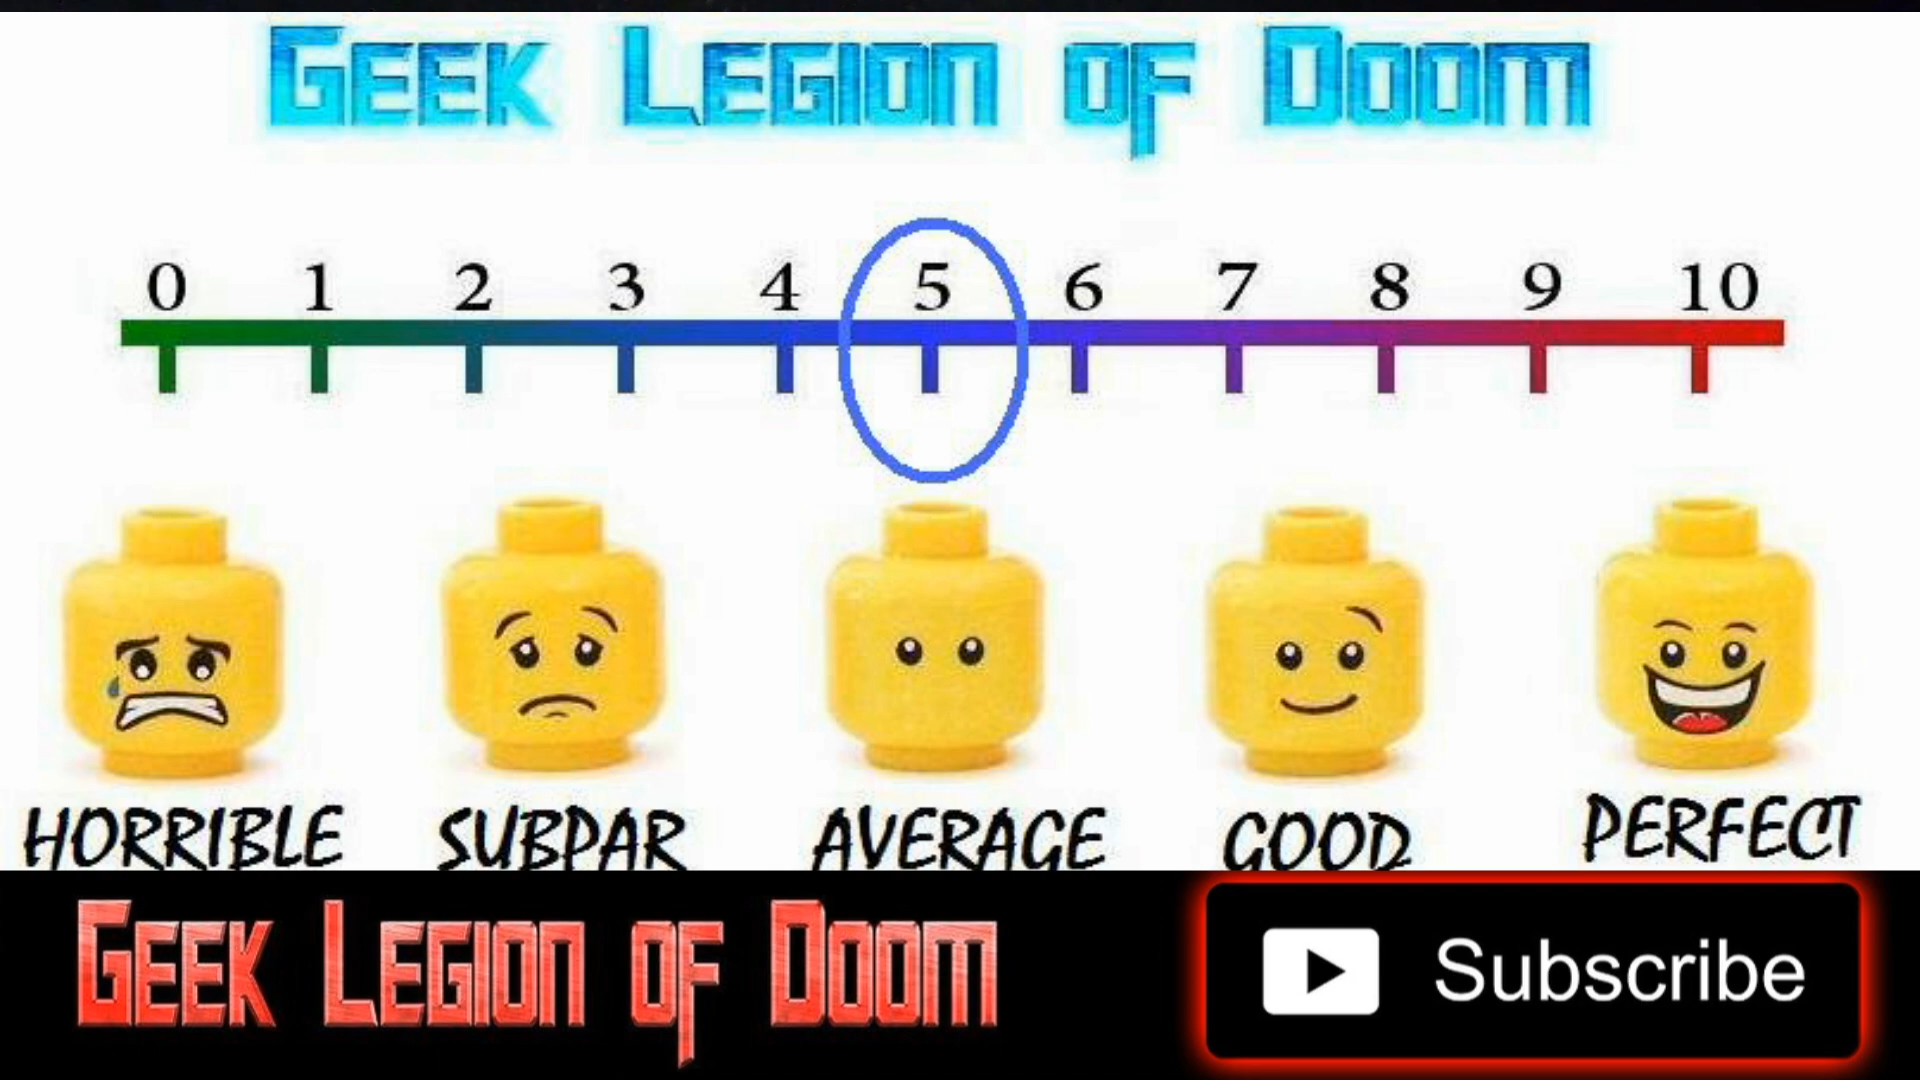 Geek Legion of Doom
0 1 2 3 4 5 6 7 8 9 10
HORRIBLE SUBPAR AVERAGE GOOD PERFECT
Geek Legion of Doom
Subscribe